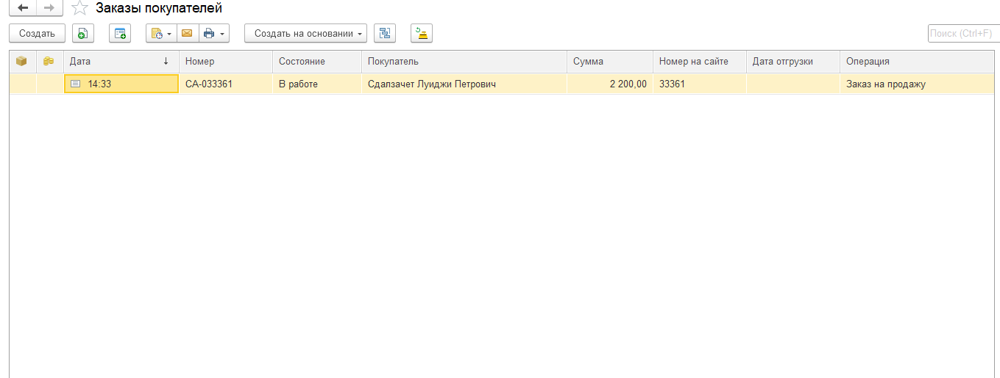 Заказы покупателей
Создать Создать на основании Поиск (Ctrl+F)
Дата ↓ Номер Состояние Покупатель Сумма Номер на сайте Дата отгрузки Операция
14:33 СА-033361 В работе Сдалзачет Луиджи Петрович 2 200,00 33361 Заказ на продажу